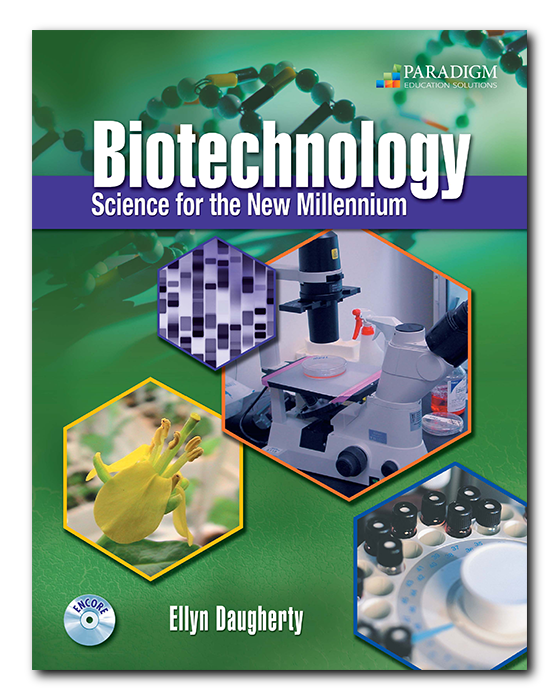 PARADIGM
EDUCATION SOLUTIONS
Biotechnology
Science for the New Millennium
ENCORE
Ellyn Daugherty